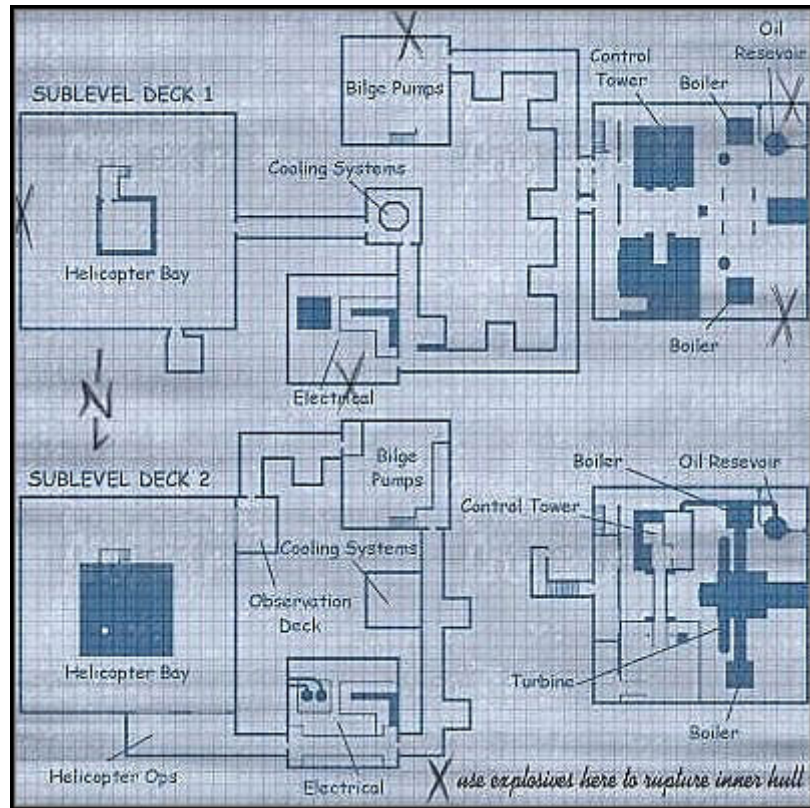 Oil
Resevoir
Control
Tower
Boiler
Bilge Pumps
SUBLEVEL DECK 1
Cooling Systems
Helicopter Bay
Boiler
N
Electrical
Bilge
Pumps
Boiler
Oil Resevoir
SUBLEVEL DECK 2
Control Tower
Cooling Systems
Observation
Deck
Helicopter Bay
Turbine
Boiler
Helicopter Ops
Electrical
X use explosives here to rupture inner hull